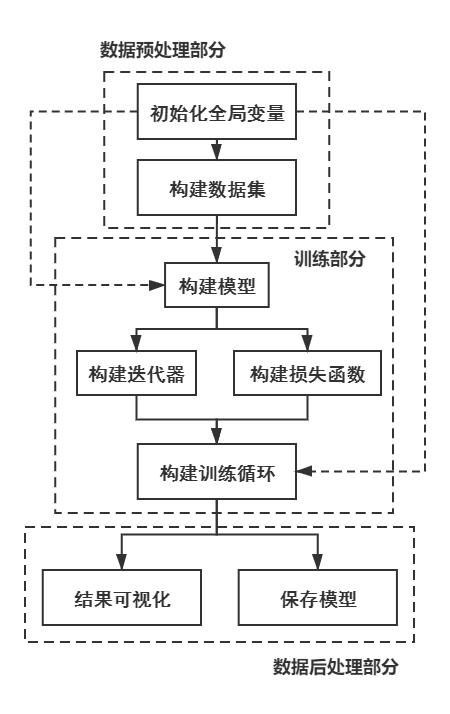 数据预处理部分
初始化全局变量
构建数据集
训练部分
构建模型
构建迭代器
构建损失函数
构建训练循环
结果可视化
保存模型
数据后处理部分